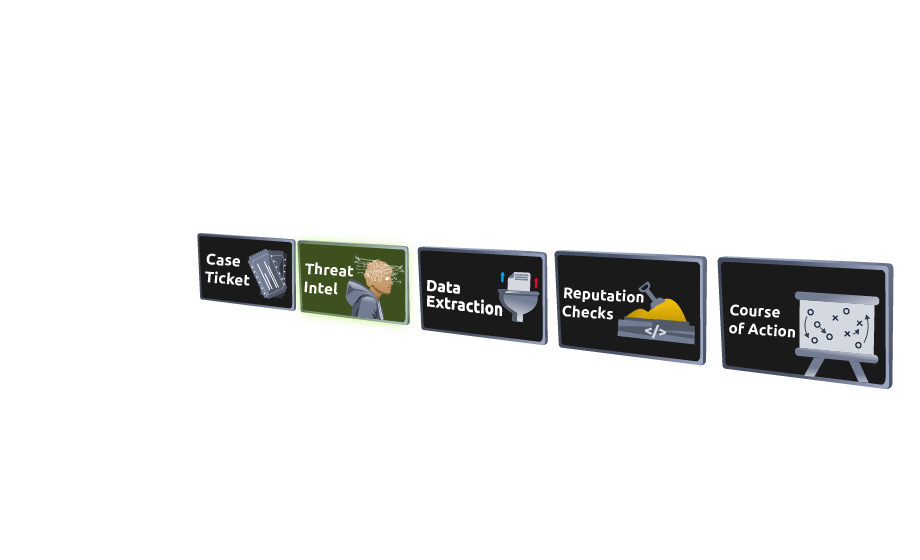 Case
Ticket
Threat
Intel
Data
Extraction
Reputation
Checks
</>
Course
of Action